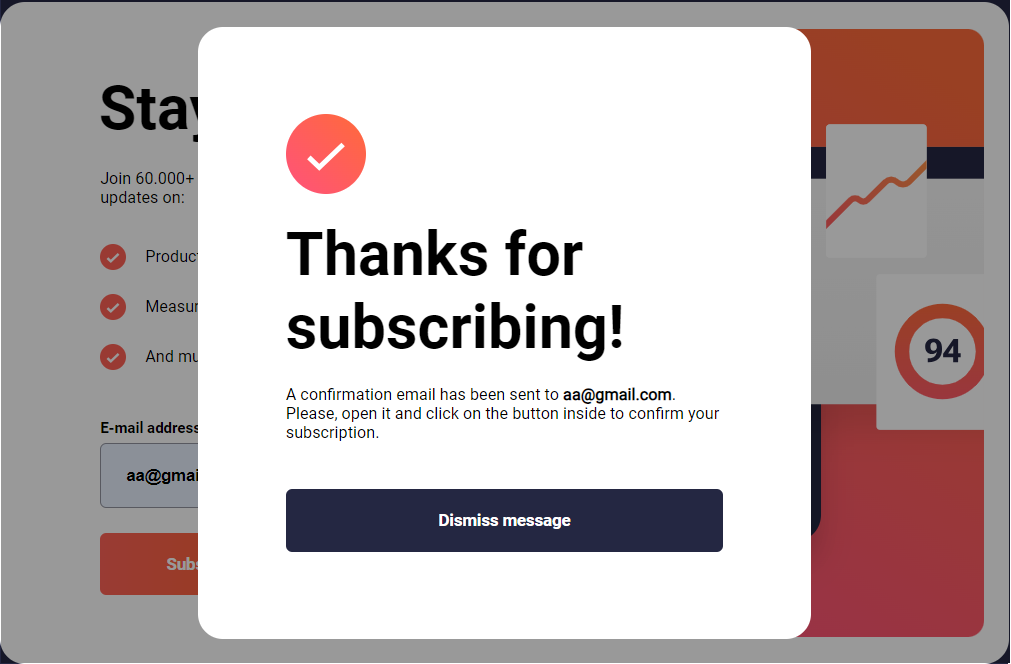 Stay
Join 60.000+
updates on:
Produc
Measur
And mu
E-mail address
aa@gmai
Subs
Thanks for
subscribing!
A confirmation email has been sent to aa@gmail.com.
Please, open it and click on the button inside to confirm your
subscription.
Dismiss message
94